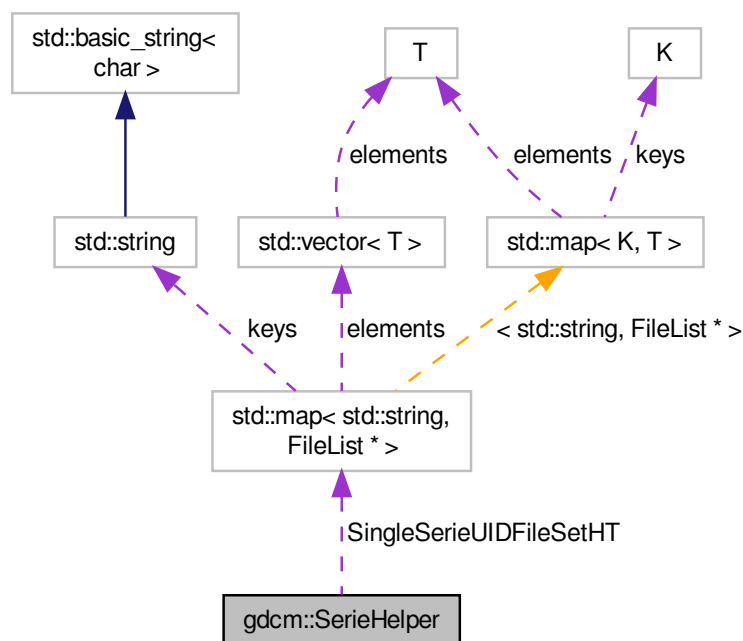 std::basic_string<
char >
T
K
elements
elements
keys
std::string
std::vector< T >
std::map< K, T >
keys
elements
< std::string, FileList * >
std::map< std::string,
FileList * >
SingleSerieUIDFileSetHT
gdcm::SerieHelper